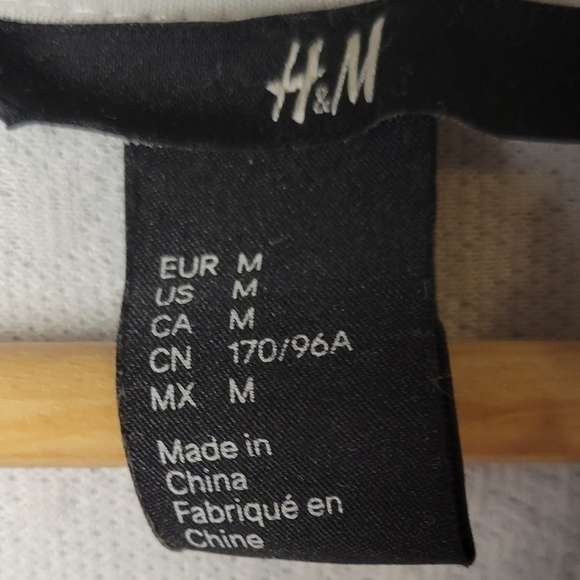 H&M
EUR M
US M
CA M
CN 170/96A
MX M
Made in
China
Fabriqué en
Chine